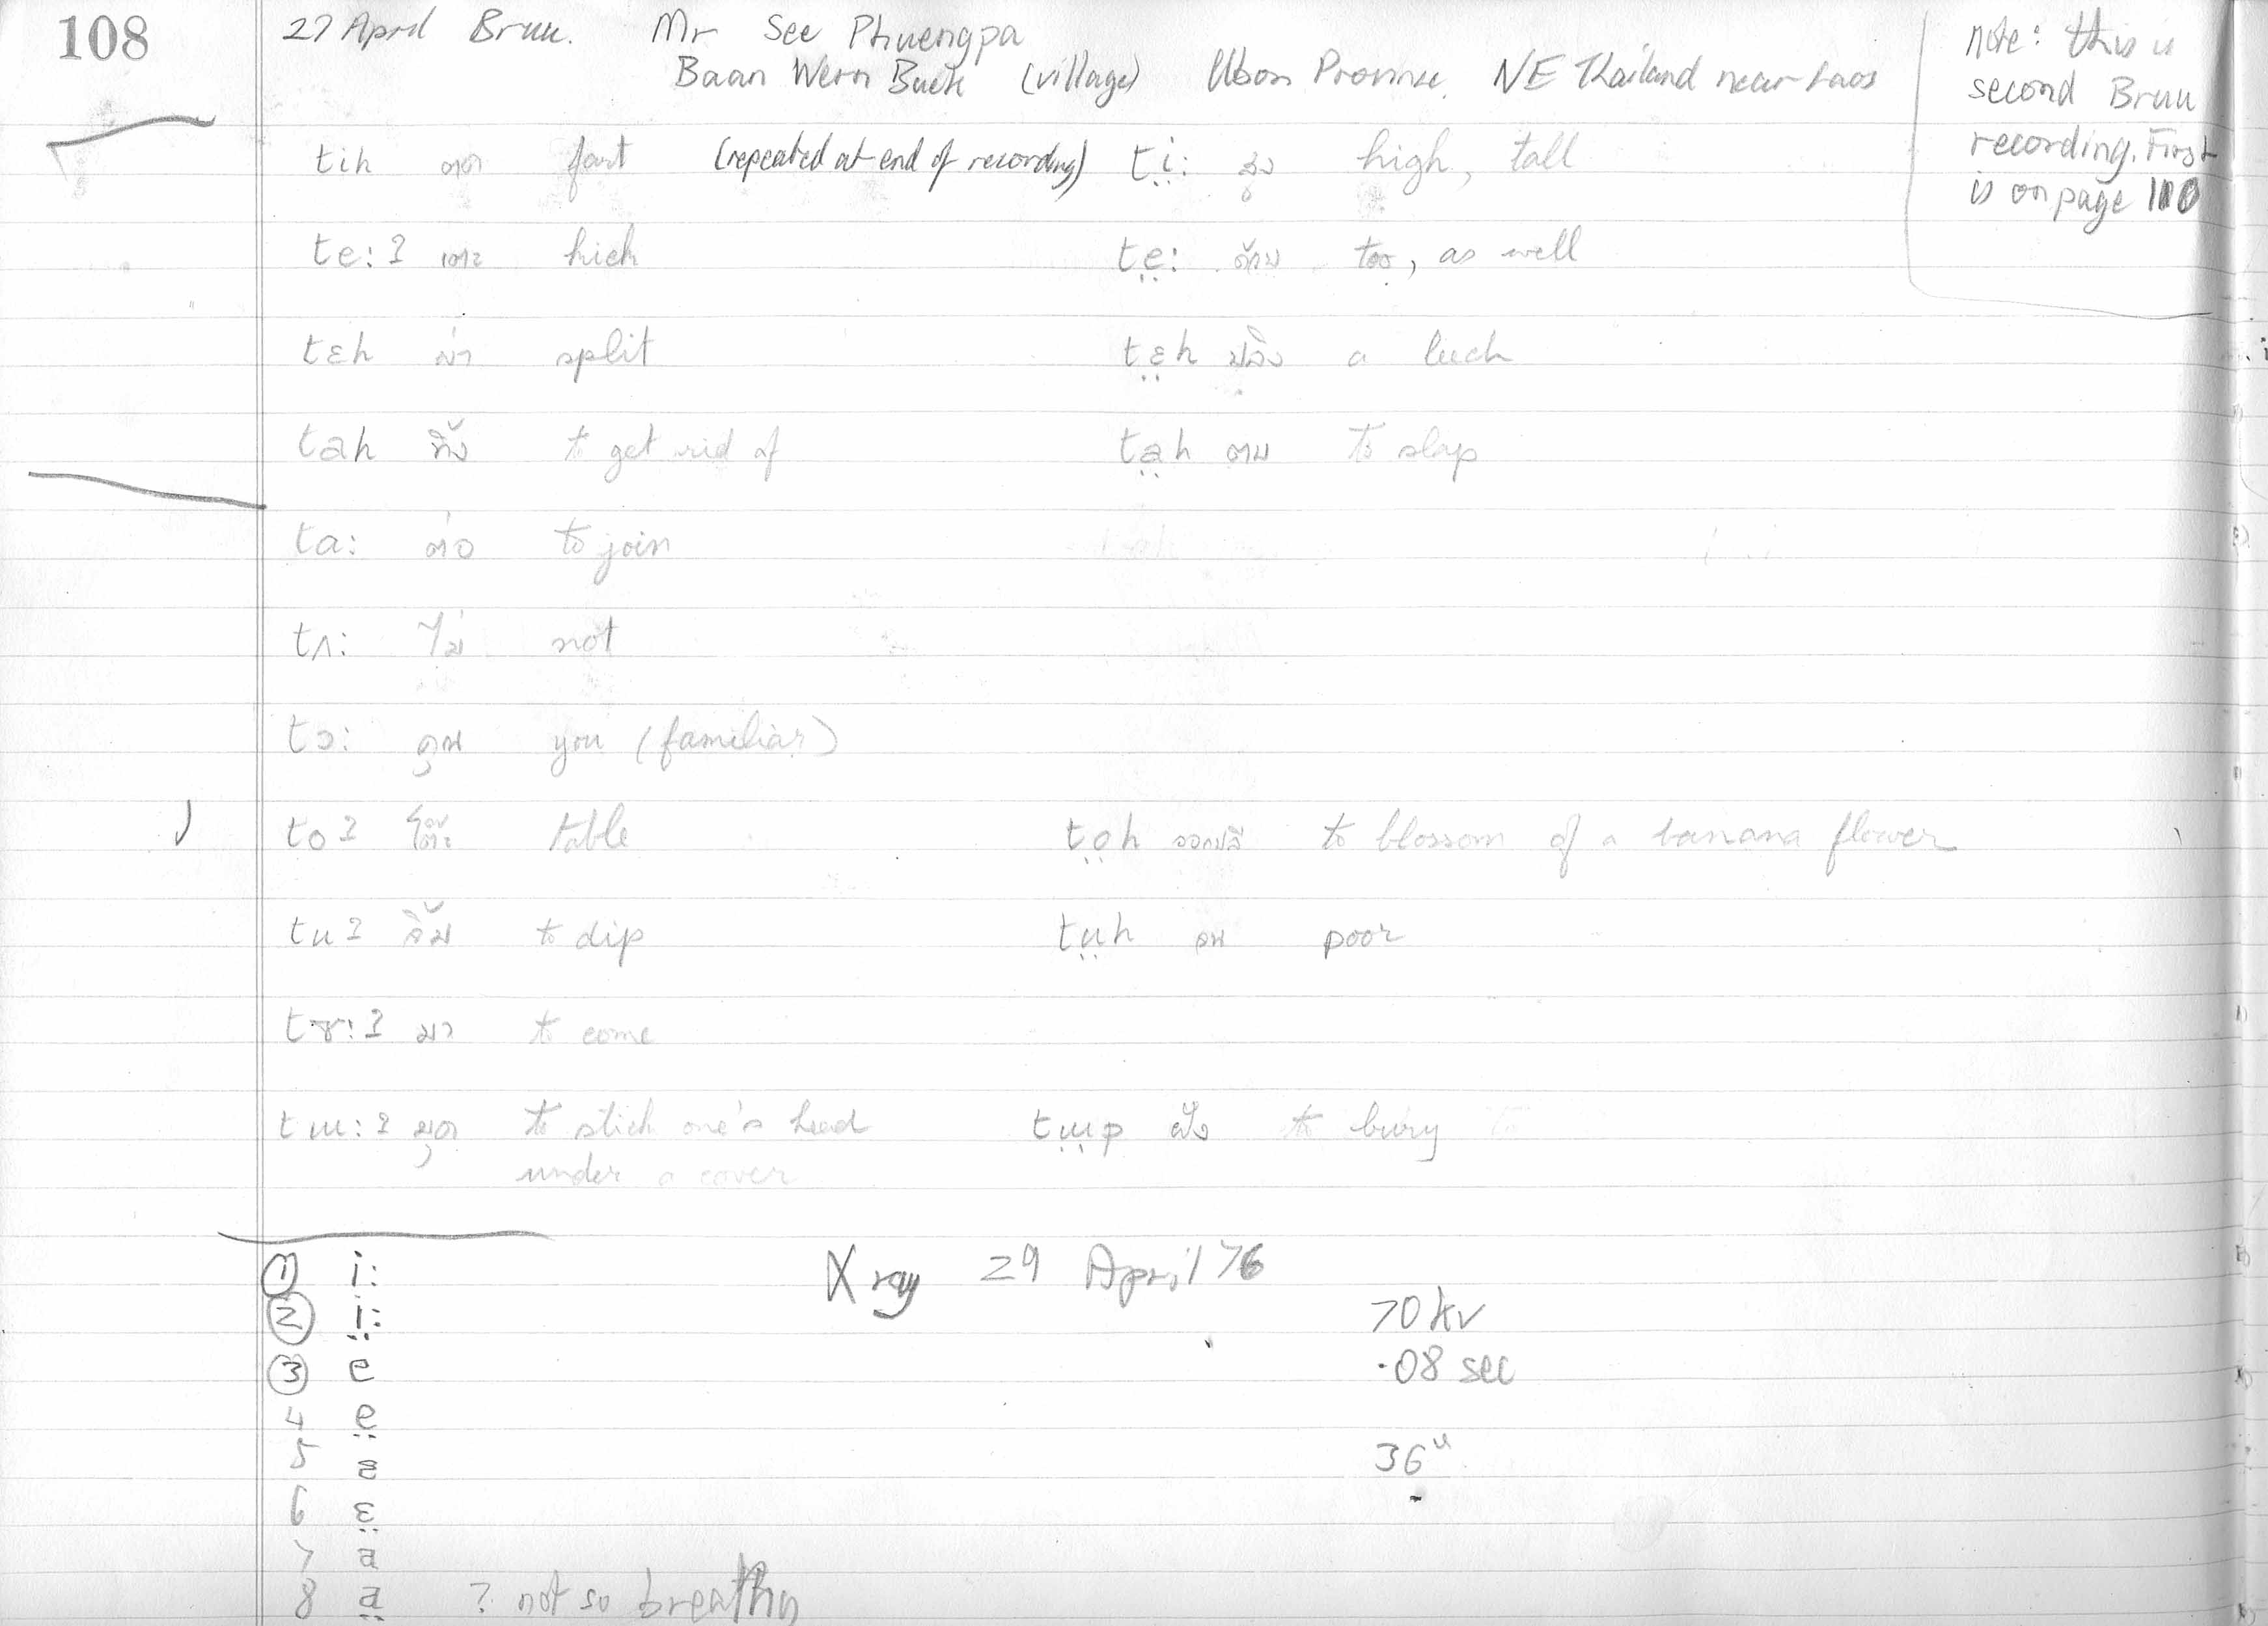 108
27 April Bruu. Mr See Phuengpa
Baan Wern Buek (village) Ubon Province. NE Thailand near Laos
note: this is
second Bruu
recording. First
is on page 110
tih ตด fart (repeated at end of recording) ti̤: สูง high, tall
te:ʔ เตะ kick te̤: ด้วย too, as well
tɛh ผ่า split tɛ̤h ปลิง a leech
tah ทิ้ง to get rid of ta̤h ตบ to slap
ta: ต่อ to join
tʌ: ไม่ not
tɔ: คุณ you (familiar)
toʔ โต๊ะ table to̤h ออกปลี to blossom of a banana flower
tuʔ จิ้ม to dip tṳh จน poor
tɤ:ʔ มา to come
tɯ:ʔ มุด to stick one's head tɯ̤p ฝัง to bury
under a cover
① i: X ray 29 April 76
② i̤: 70 kv
③ e .08 sec
4 e̤
5 ɛ 36"
6 ɛ̤
7 a
8 a̤ ? not so breathy